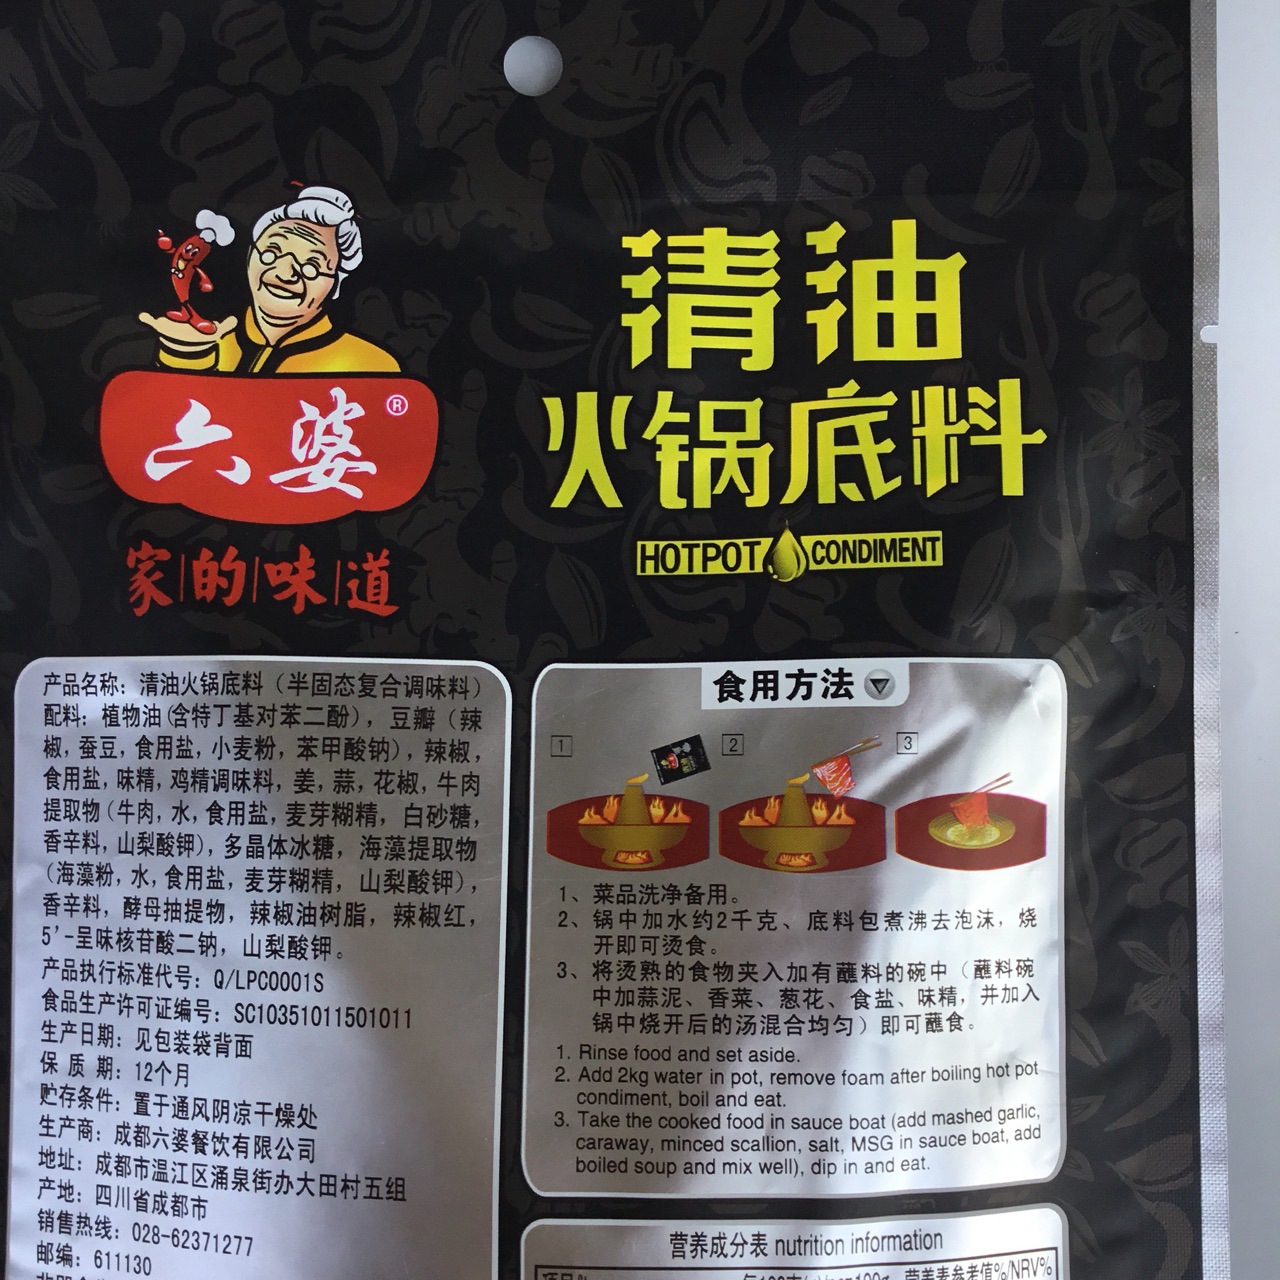 六婆®
家的味道
清油
火锅底料
HOTPOT CONDIMENT
产品名称：清油火锅底料（半固态复合调味料）
配料：植物油(含特丁基对苯二酚)，豆瓣（辣
椒，蚕豆，食用盐，小麦粉，苯甲酸钠），辣椒，
食用盐，味精，鸡精调味料，姜，蒜，花椒，牛肉
提取物（牛肉，水，食用盐，麦芽糊精，白砂糖，
香辛料，山梨酸钾），多晶体冰糖，海藻提取物
（海藻粉，水，食用盐，麦芽糊精，山梨酸钾），
香辛料，酵母抽提物，辣椒油树脂，辣椒红，
5'-呈味核苷酸二钠，山梨酸钾。
产品执行标准代号：Q/LPC0001S
食品生产许可证编号：SC10351011501011
生产日期：见包装袋背面
保 质 期：12个月
贮存条件：置于通风阴凉干燥处
生产商：成都六婆餐饮有限公司
地址：成都市温江区涌泉街办大田村五组
产地：四川省成都市
销售热线：028-62371277
邮编：611130
食用方法
1 2 3
1、菜品洗净备用。
2、锅中加水约2千克、底料包煮沸去泡沫，烧
开即可烫食。
3、将烫熟的食物夹入加有蘸料的碗中（蘸料碗
中加蒜泥、香菜、葱花、食盐、味精，并加入
锅中烧开后的汤混合均匀）即可蘸食。
1. Rinse food and set aside.
2. Add 2kg water in pot, remove foam after boiling hot pot
condiment, boil and eat.
3. Take the cooked food in sauce boat (add mashed garlic,
caraway, minced scallion, salt, MSG in sauce boat, add
boiled soup and mix well), dip in and eat.
营养成分表 nutrition information
营养素参考值%/NRV%